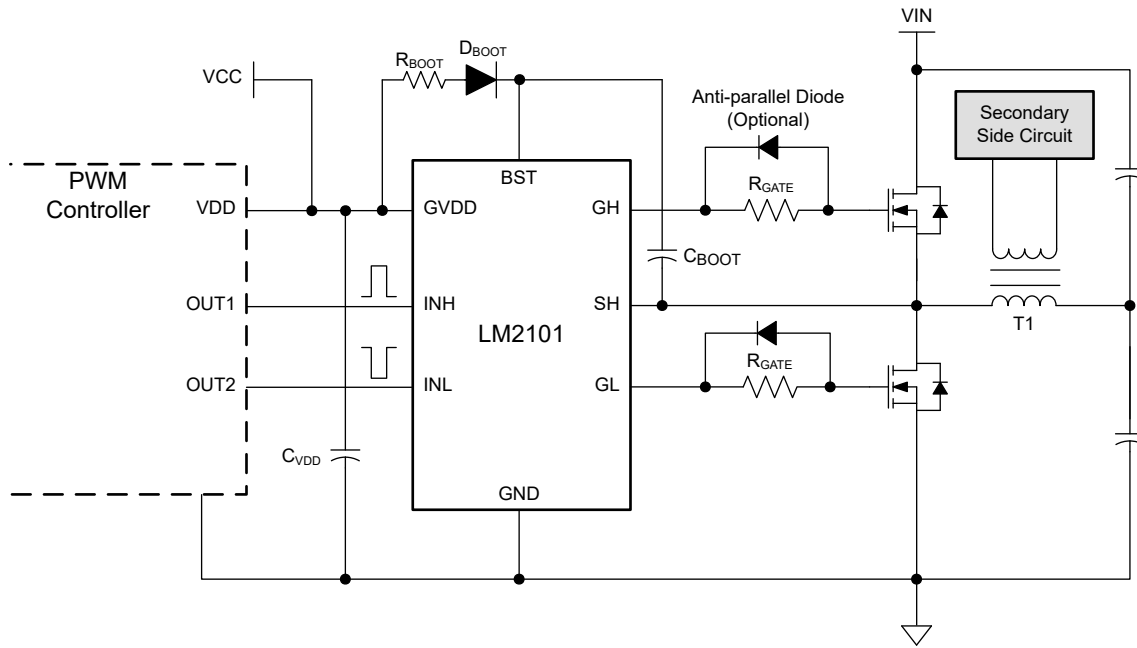 VIN
VCC
RBOOT
DBOOT
Anti-parallel Diode
(Optional)
Secondary
Side Circuit
PWM
Controller
VDD
BST
GVDD
GH
RGATE
CBOOT
OUT1
INH
SH
T1
LM2101
OUT2
INL
GL
RGATE
CVDD
GND